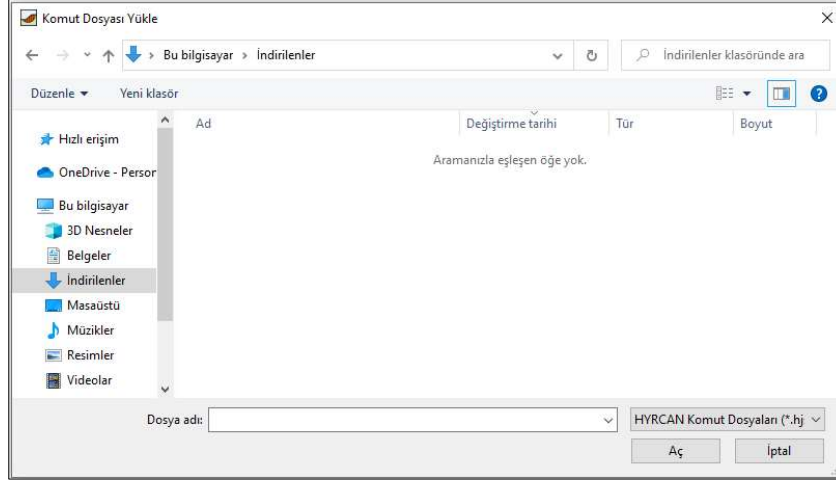 Komut Dosyası Yükle
Bu bilgisayar > İndirilenler
İndirilenler klasöründe ara
Düzenle Yeni klasör
Ad Değiştirme tarihi Tür Boyut
Aramanızla eşleşen öğe yok.
Hızlı erişim
OneDrive - Person
Bu bilgisayar
3D Nesneler
Belgeler
İndirilenler
Masaüstü
Müzikler
Resimler
Videolar
Dosya adı:
HYRCAN Komut Dosyaları (*.hj
Aç İptal